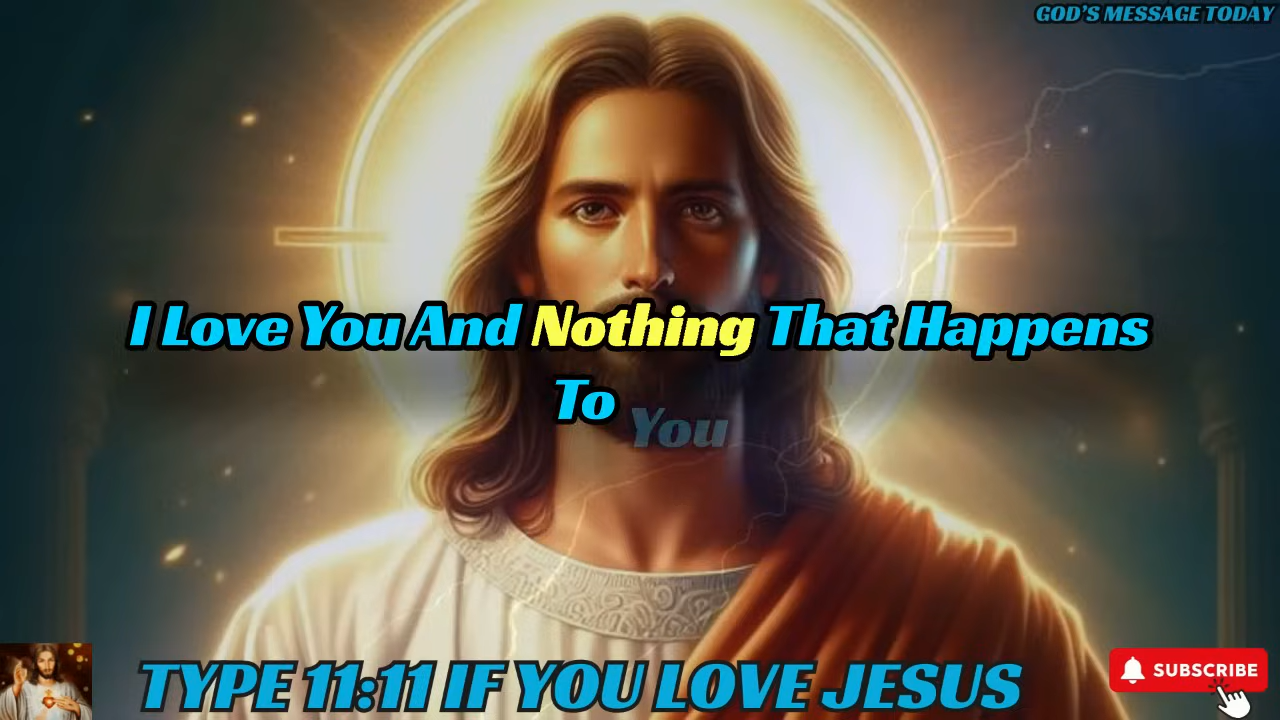 GOD'S MESSAGE TODAY
I Love You And Nothing That Happens
To You
TYPE 11:11 IF YOU LOVE JESUS
SUBSCRIBE